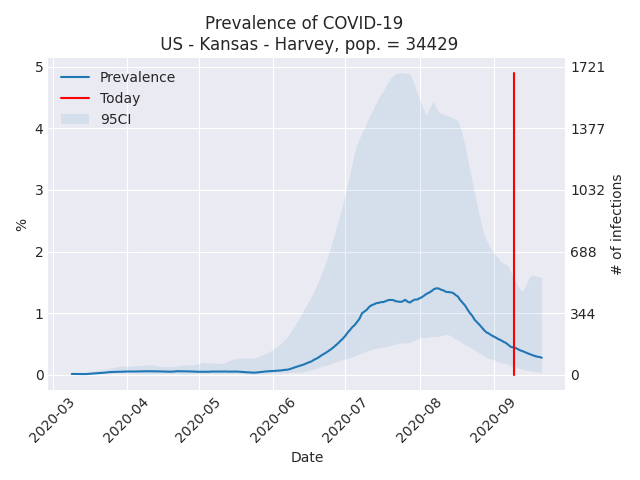 Prevalence of COVID-19
US - Kansas - Harvey, pop. = 34429
Prevalence
Today
95CI
5
4
3
2
1
0
%
1721
1377
1032
688
344
0
# of infections
2020-03
2020-04
2020-05
2020-06
2020-07
2020-08
2020-09
Date